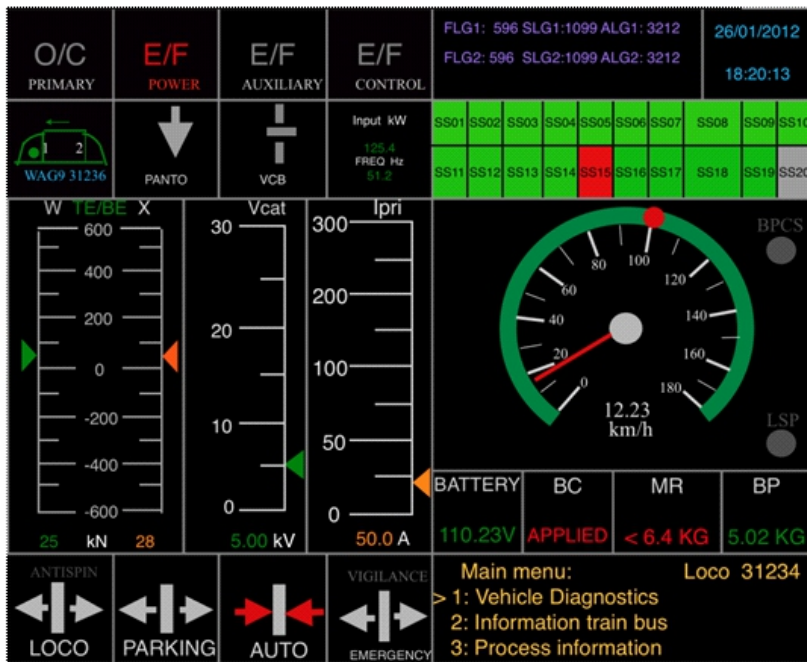 O/C
PRIMARY
E/F
POWER
E/F
AUXILIARY
E/F
CONTROL
FLG1: 596 SLG1:1099 ALG1: 3212
FLG2: 596 SLG2:1099 ALG2: 3212
26/01/2012
18:20:13
1 2
WAG9 31236
PANTO
VCB
Input kW
125.4
FREQ Hz
51.2
SS01 SS02 SS03 SS04 SS05 SS06 SS07 SS08 SS09 SS10
SS11 SS12 SS13 SS14 SS15 SS16 SS17 SS18 SS19 SS20
W TE/BE X
600
400
200
0
-200
-400
-600
25 kN 28
Vcat
30
20
10
0
5.00 kV
Ipri
300
200
100
50
0
50.0 A
0
20
40
60
80
100
120
140
160
180
12.23
km/h
BPCS
LSP
BATTERY
110.23V
BC
APPLIED
MR
< 6.4 KG
BP
5.02 KG
ANTISPIN
LOCO
PARKING
AUTO
VIGILANCE
EMERGENCY
Main menu: Loco 31234
> 1: Vehicle Diagnostics
2: Information train bus
3: Process information